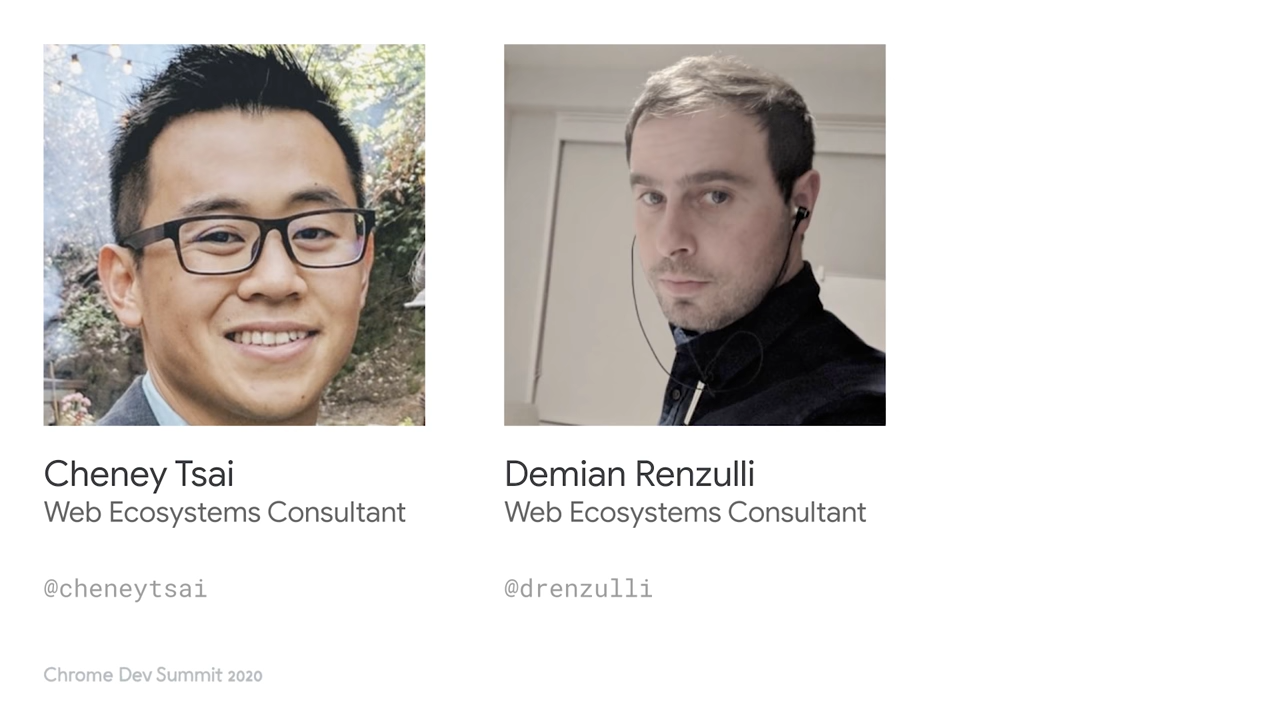 Cheney Tsai
Web Ecosystems Consultant
@cheneytsai
Demian Renzulli
Web Ecosystems Consultant
@drenzulli
Chrome Dev Summit 2020